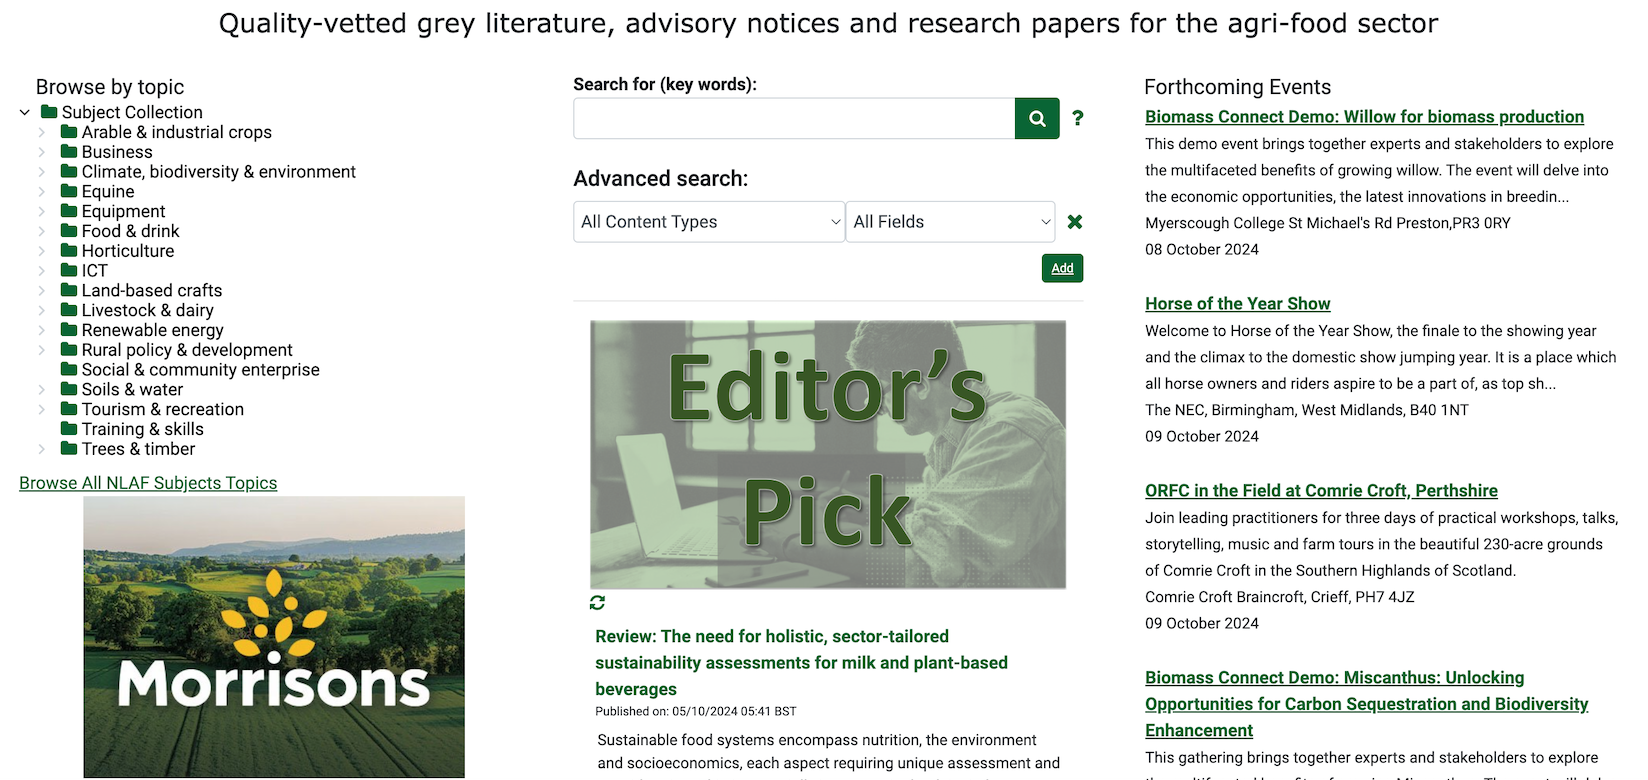 Quality-vetted grey literature, advisory notices and research papers for the agri-food sector
Browse by topic
Subject Collection
Arable & industrial crops
Business
Climate, biodiversity & environment
Equine
Equipment
Food & drink
Horticulture
ICT
Land-based crafts
Livestock & dairy
Renewable energy
Rural policy & development
Social & community enterprise
Soils & water
Tourism & recreation
Training & skills
Trees & timber
Browse All NLAF Subjects Topics
Morrisons
Search for (key words):
?
Advanced search:
All Content Types
All Fields
Add
Editor’s
Pick
Review: The need for holistic, sector-tailored
sustainability assessments for milk and plant-based
beverages
Published on: 05/10/2024 05:41 BST
Sustainable food systems encompass nutrition, the environment
and socioeconomics, each aspect requiring unique assessment and
Forthcoming Events
Biomass Connect Demo: Willow for biomass production
This demo event brings together experts and stakeholders to explore
the multifaceted benefits of growing willow. The event will delve into
the economic opportunities, the latest innovations in breedin...
Myerscough College St Michael's Rd Preston,PR3 0RY
08 October 2024
Horse of the Year Show
Welcome to Horse of the Year Show, the finale to the showing year
and the climax to the domestic show jumping year. It is a place which
all horse owners and riders aspire to be a part of, as top sh...
The NEC, Birmingham, West Midlands, B40 1NT
09 October 2024
ORFC in the Field at Comrie Croft, Perthshire
Join leading practitioners for three days of practical workshops, talks,
storytelling, music and farm tours in the beautiful 230-acre grounds
of Comrie Croft in the Southern Highlands of Scotland.
Comrie Croft Braincroft, Crieff, PH7 4JZ
09 October 2024
Biomass Connect Demo: Miscanthus: Unlocking
Opportunities for Carbon Sequestration and Biodiversity
Enhancement
This gathering brings together experts and stakeholders to explore